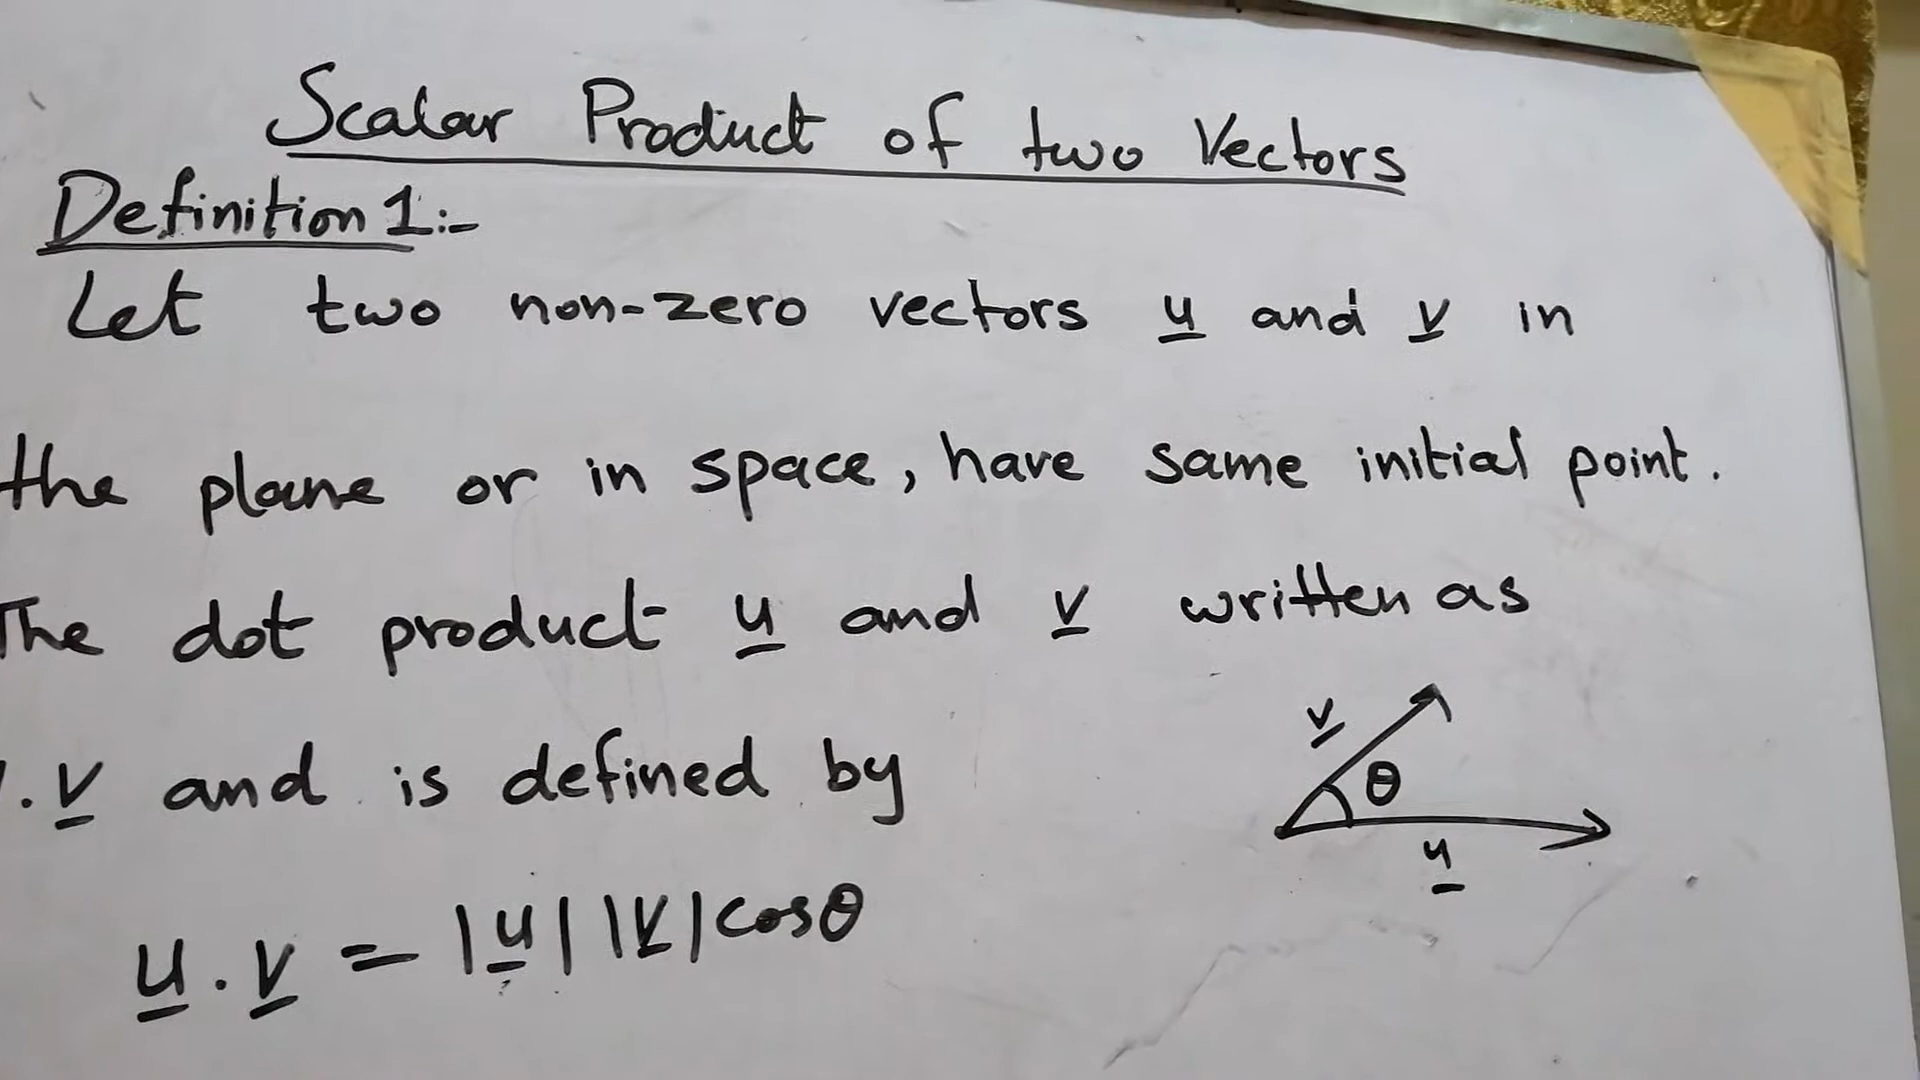 Scalar Product of two Vectors
Definition 1:-
Let two non-zero vectors u and v in
the plane or in space, have same initial point.
The dot product u and v written as
. v and is defined by
v
θ
u
u . v = |u| |v| cosθ